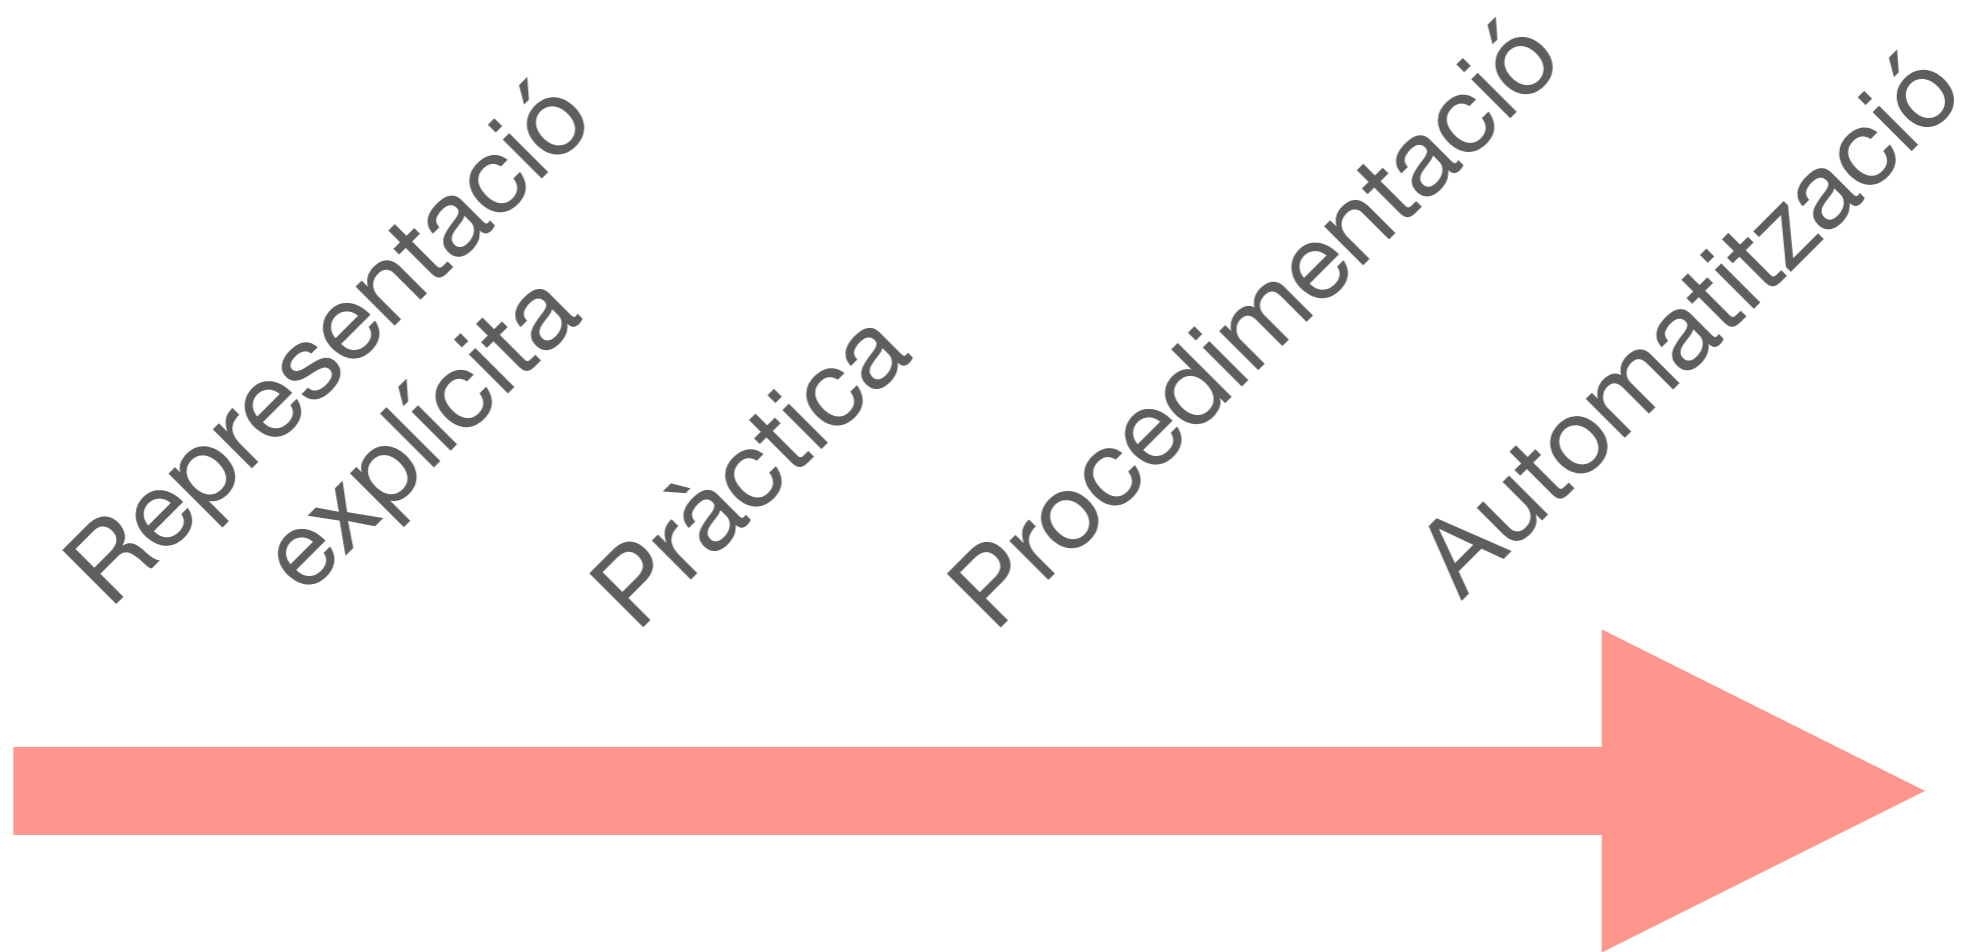 Representació
explícita
Pràctica
Procedimentació
Automatització